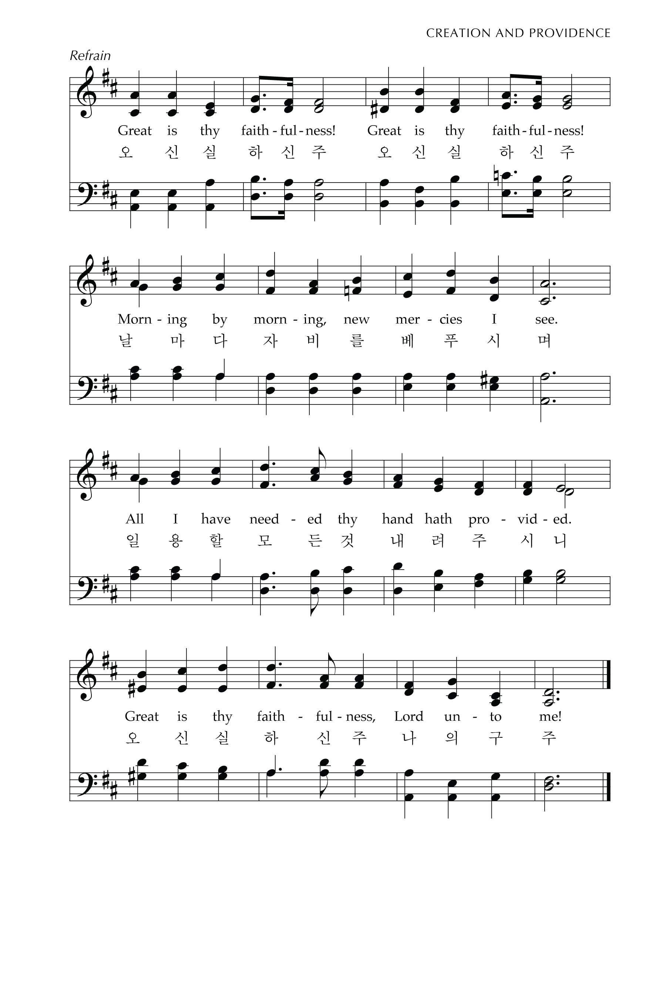 CREATION AND PROVIDENCE
Refrain
Great is thy faith - ful - ness! Great is thy faith - ful - ness!
오 신 실 하 신 주 오 신 실 하 신 주
Morn - ing by morn - ing, new mer - cies I see.
날 마 다 자 비 를 베 푸 시 며
All I have need - ed thy hand hath pro - vid - ed.
일 용 할 모 든 것 내 려 주 시 니
Great is thy faith - ful - ness, Lord un - to me!
오 신 실 하 신 주 나 의 구 주